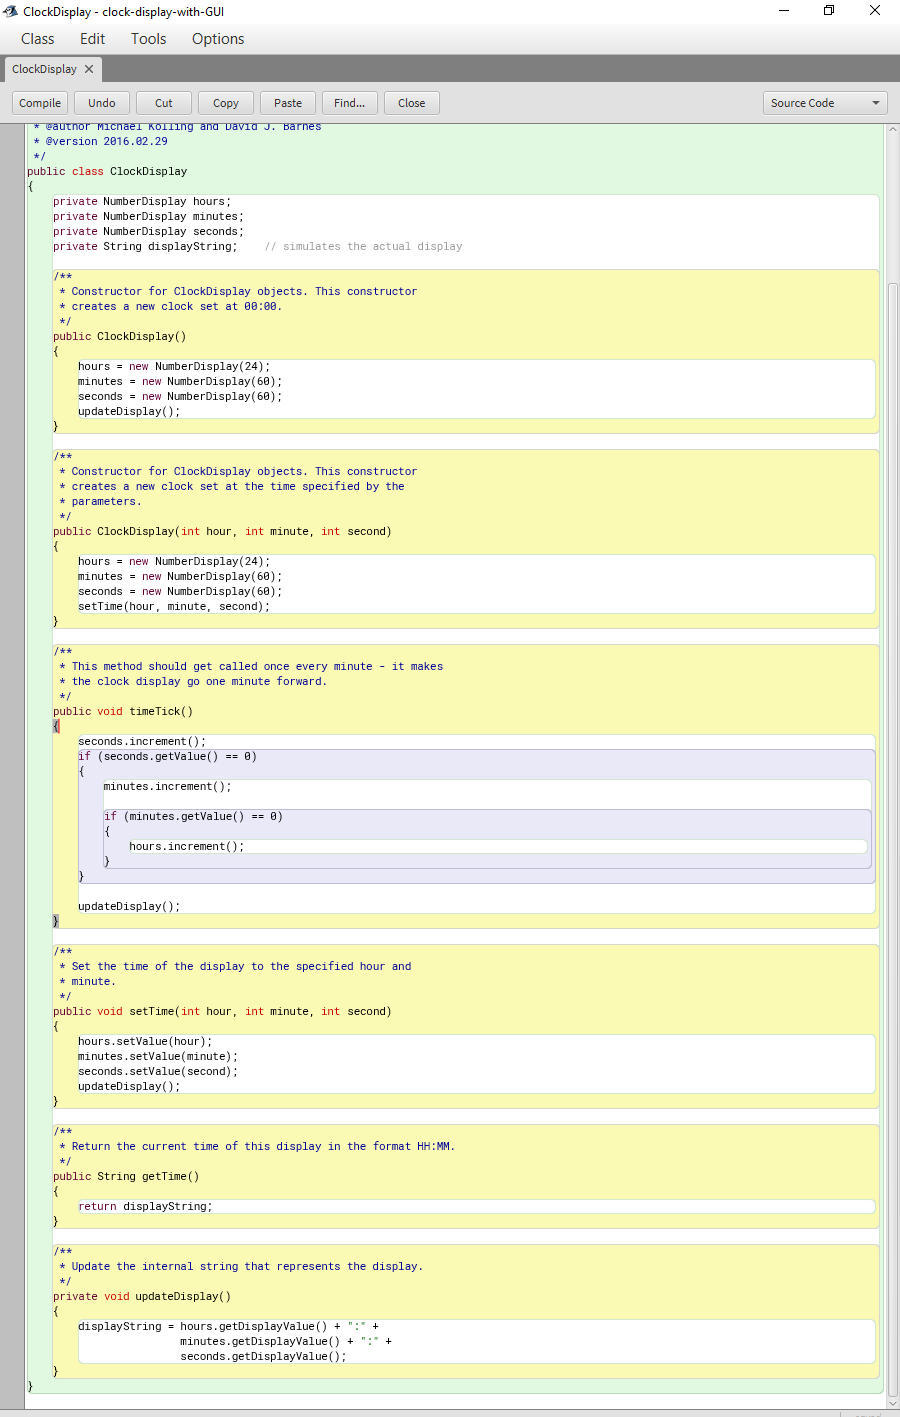 ClockDisplay - clock-display-with-GUI
Class Edit Tools Options
ClockDisplay
Compile Undo Cut Copy Paste Find... Close Source Code
* @author Michael Kölling and David J. Barnes
* @version 2016.02.29
*/
public class ClockDisplay
{
private NumberDisplay hours;
private NumberDisplay minutes;
private NumberDisplay seconds;
private String displayString;    // simulates the actual display
/**
* Constructor for ClockDisplay objects. This constructor
* creates a new clock set at 00:00.
*/
public ClockDisplay()
{
hours = new NumberDisplay(24);
minutes = new NumberDisplay(60);
seconds = new NumberDisplay(60);
updateDisplay();
}
/**
* Constructor for ClockDisplay objects. This constructor
* creates a new clock set at the time specified by the
* parameters.
*/
public ClockDisplay(int hour, int minute, int second)
{
hours = new NumberDisplay(24);
minutes = new NumberDisplay(60);
seconds = new NumberDisplay(60);
setTime(hour, minute, second);
}
/**
* This method should get called once every minute - it makes
* the clock display go one minute forward.
*/
public void timeTick()
{
seconds.increment();
if (seconds.getValue() == 0)
{
minutes.increment();
if (minutes.getValue() == 0)
{
hours.increment();
}
}
updateDisplay();
}
/**
* Set the time of the display to the specified hour and
* minute.
*/
public void setTime(int hour, int minute, int second)
{
hours.setValue(hour);
minutes.setValue(minute);
seconds.setValue(second);
updateDisplay();
}
/**
* Return the current time of this display in the format HH:MM.
*/
public String getTime()
{
return displayString;
}
/**
* Update the internal string that represents the display.
*/
private void updateDisplay()
{
displayString = hours.getDisplayValue() + ":" +
minutes.getDisplayValue() + ":" +
seconds.getDisplayValue();
}
}